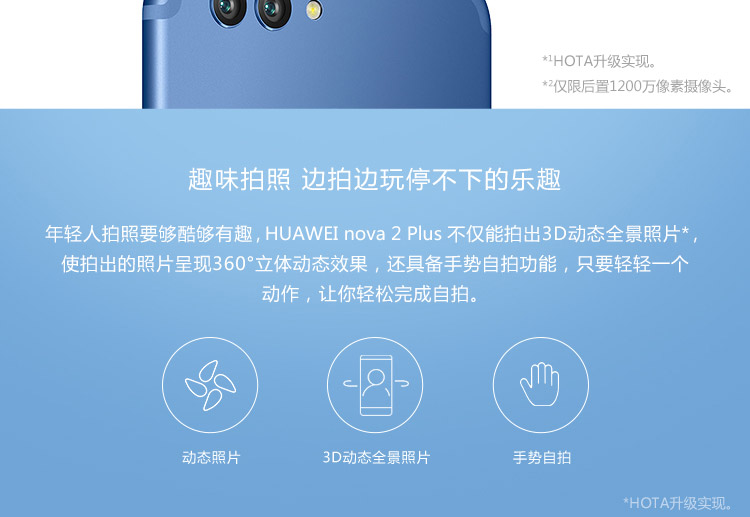 *¹HOTA升级实现。
*²仅限后置1200万像素摄像头。
趣味拍照 边拍边玩停不下的乐趣
年轻人拍照要够酷够有趣，HUAWEI nova 2 Plus 不仅能拍出3D动态全景照片*，
使拍出的照片呈现360°立体动态效果，还具备手势自拍功能，只要轻轻一个
动作，让你轻松完成自拍。
动态照片
3D动态全景照片
手势自拍
*HOTA升级实现。